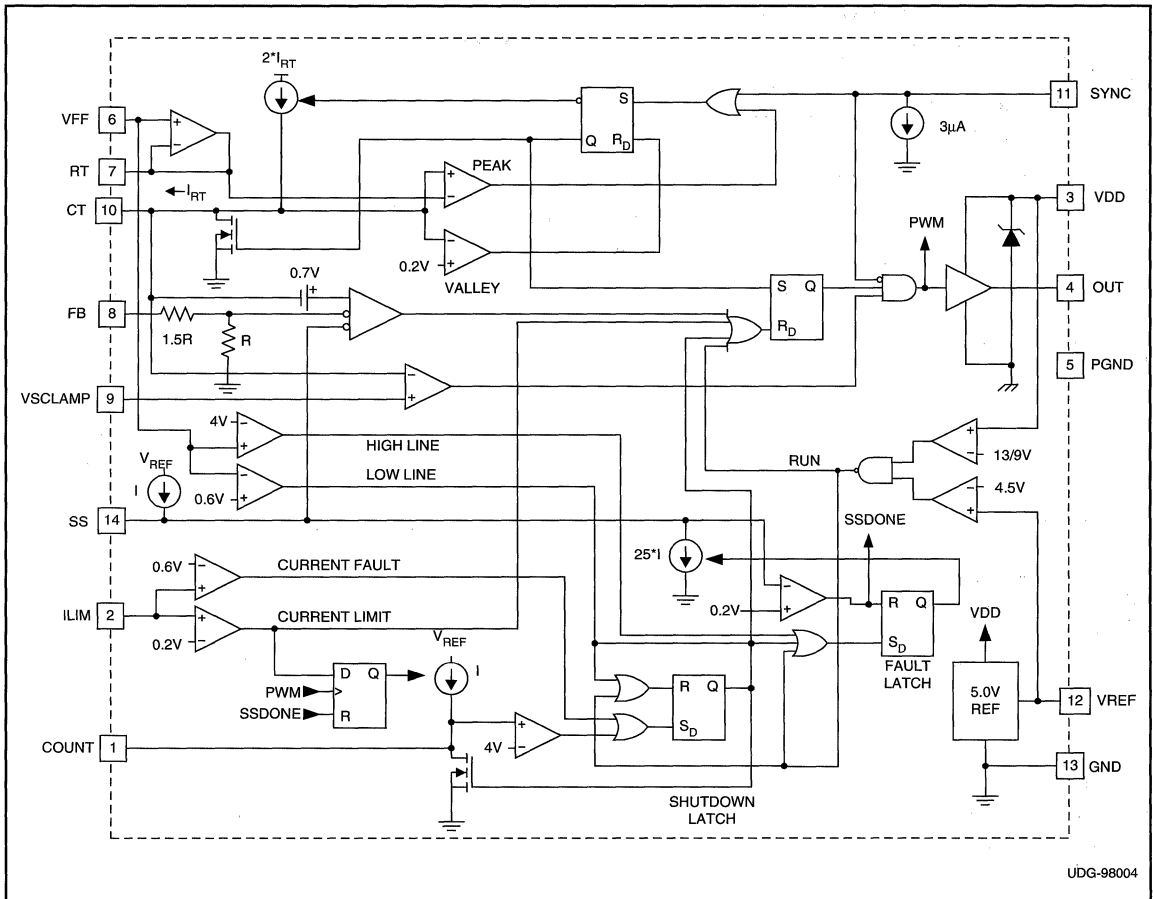 2*I_RT
VFF 6
RT 7
←I_RT
CT 10
S
Q R_D
11 SYNC
3µA
PEAK
0.2V
VALLEY
3 VDD
PWM
4 OUT
5 PGND
0.7V
FB 8
1.5R
R
S Q
R_D
VSCLAMP 9
4V
HIGH LINE
LOW LINE
0.6V
V_REF
I
SS 14
RUN
13/9V
4.5V
SSDONE
25*I
0.2V
R Q
S_D
FAULT
LATCH
0.6V
CURRENT FAULT
ILIM 2
CURRENT LIMIT
0.2V
D Q
PWM
SSDONE
R
V_REF
I
R Q
S_D
COUNT 1
4V
SHUTDOWN
LATCH
VDD
5.0V
REF
12 VREF
13 GND
UDG-98004